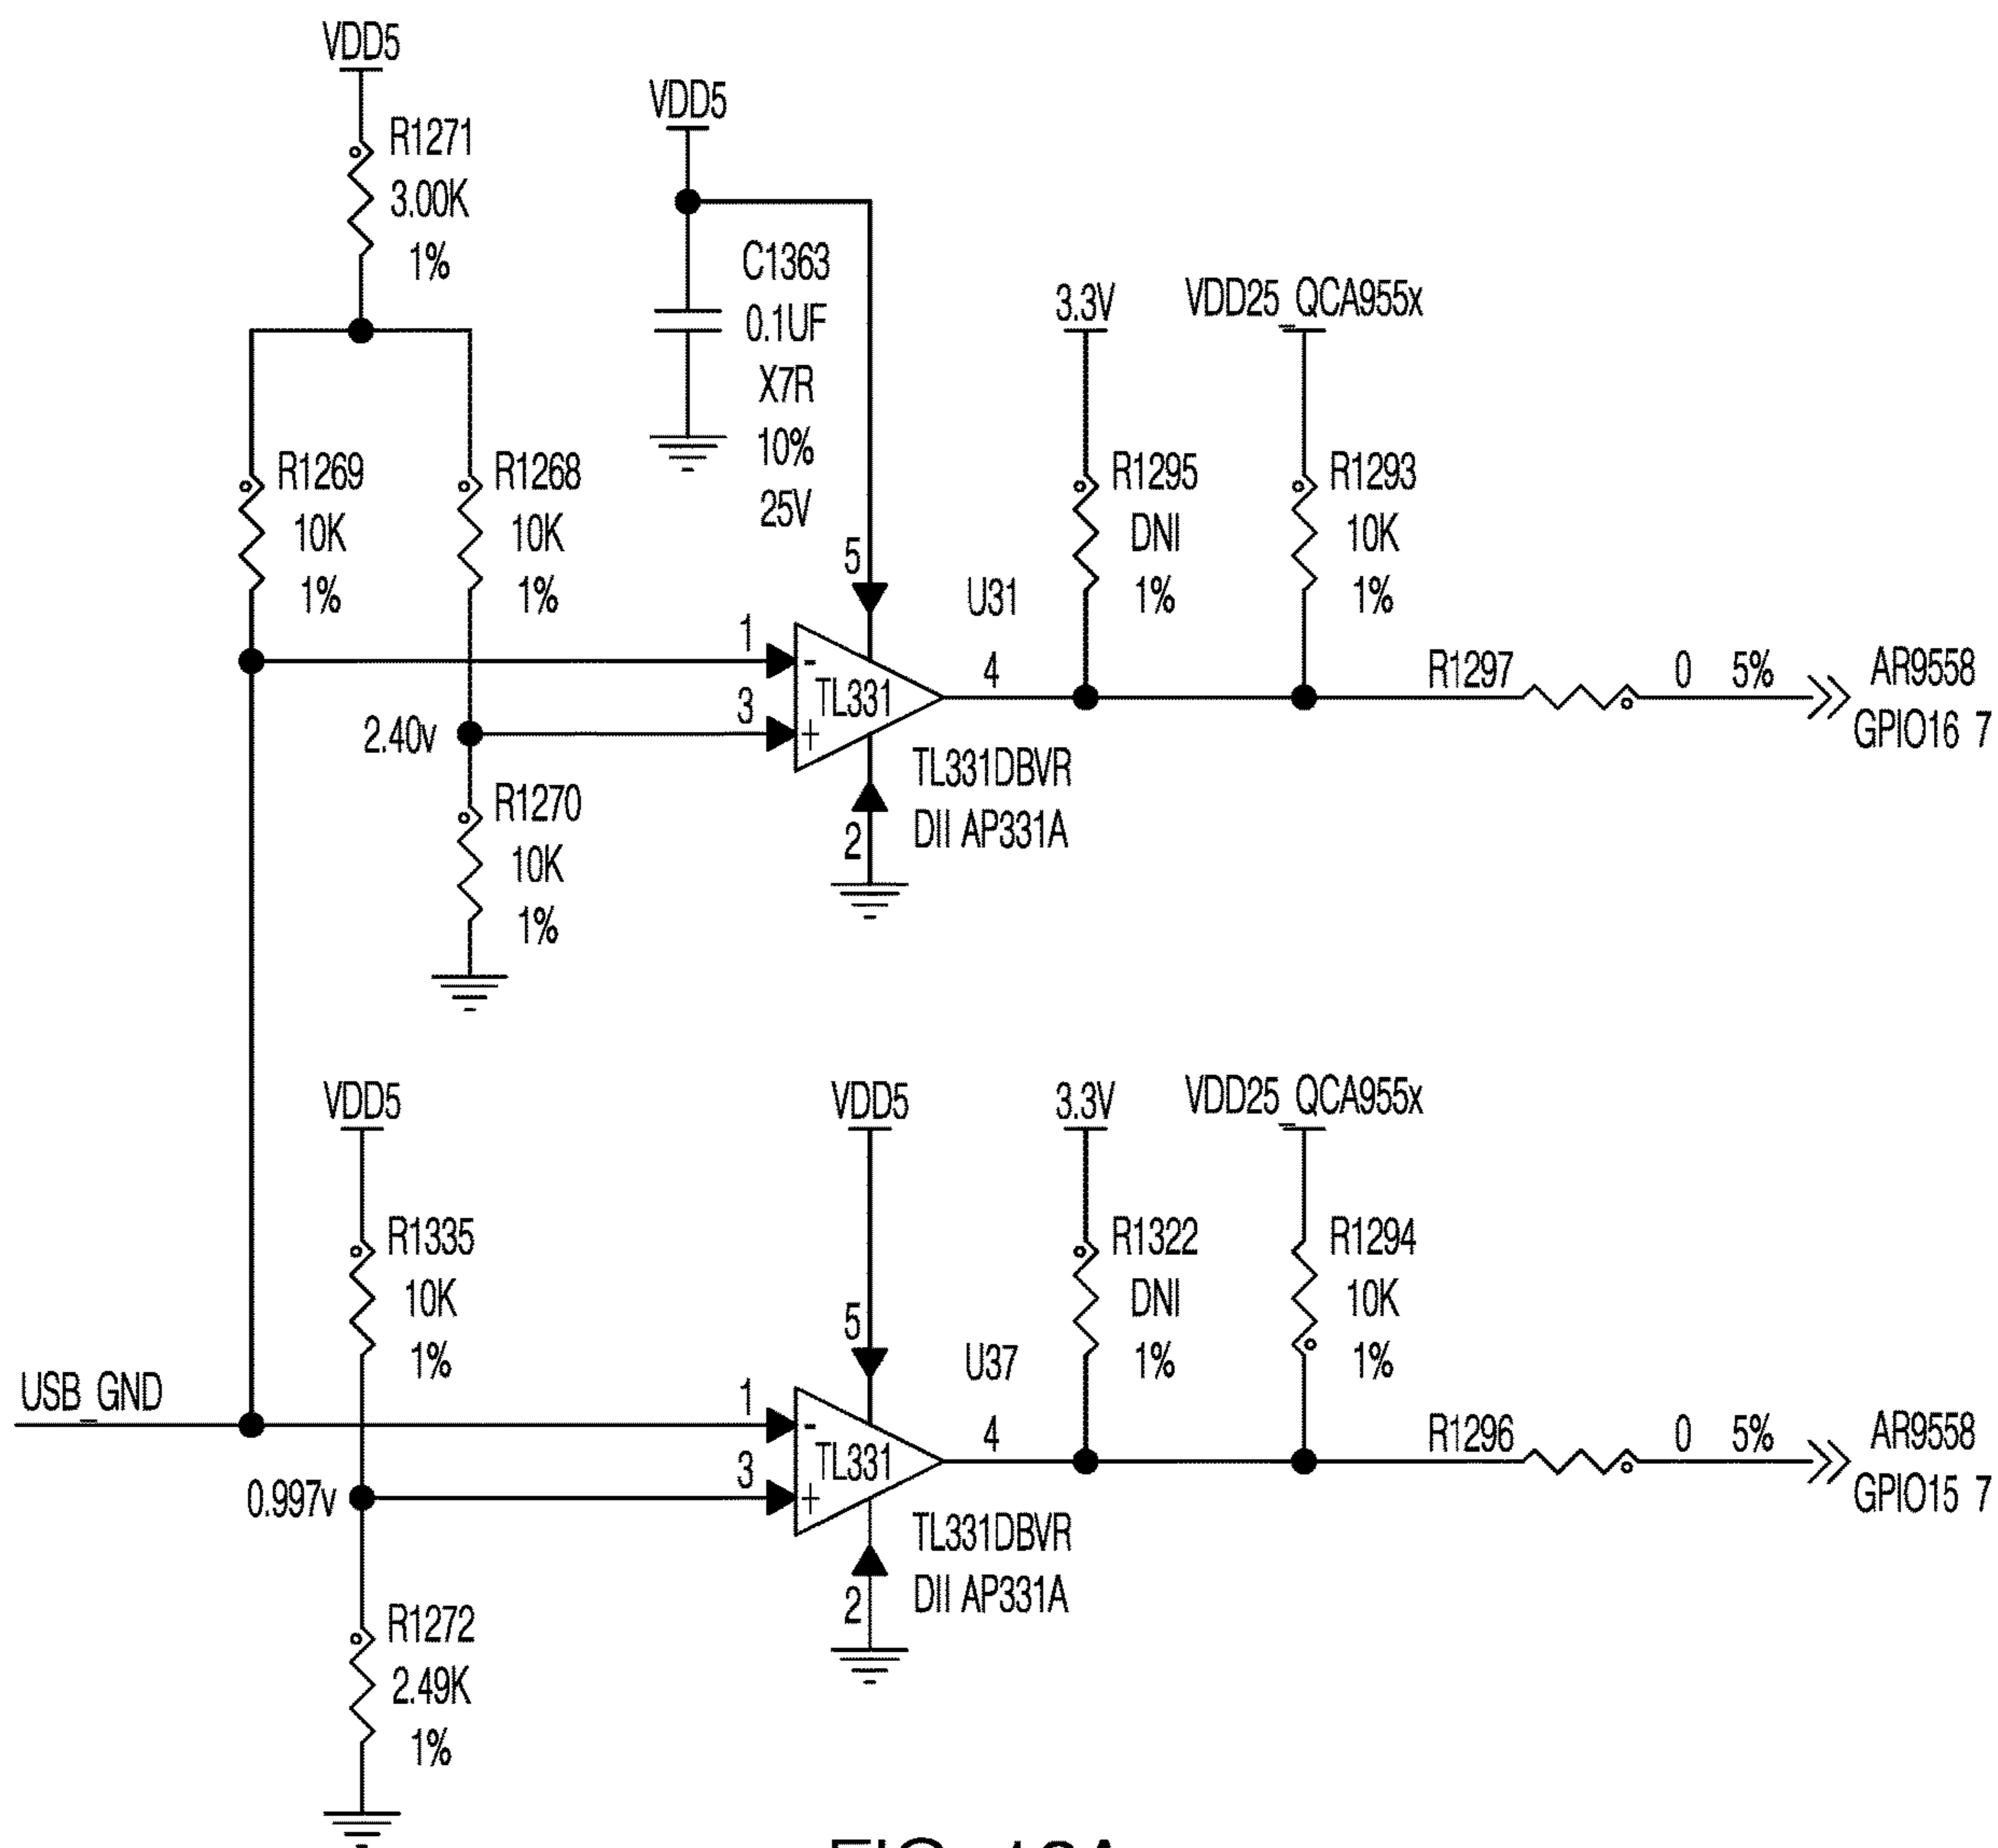 VDD5
R1271
3.00K
1%
VDD5
C1363
0.1UF
X7R
10%
25V
R1269
10K
1%
R1268
10K
1%
3.3V
VDD25_QCA955x
R1295
DNI
1%
R1293
10K
1%
5
U31
1
-
TL331
3
+
4
2
2.40v
R1270
10K
1%
TL331DBVR
DII AP331A
R1297
0 5%
AR9558
GPIO16 7
VDD5
R1335
10K
1%
VDD5
3.3V
VDD25_QCA955x
R1322
DNI
1%
R1294
10K
1%
USB_GND
5
U37
1
-
TL331
3
+
4
2
0.997v
R1272
2.49K
1%
TL331DBVR
DII AP331A
R1296
0 5%
AR9558
GPIO15 7